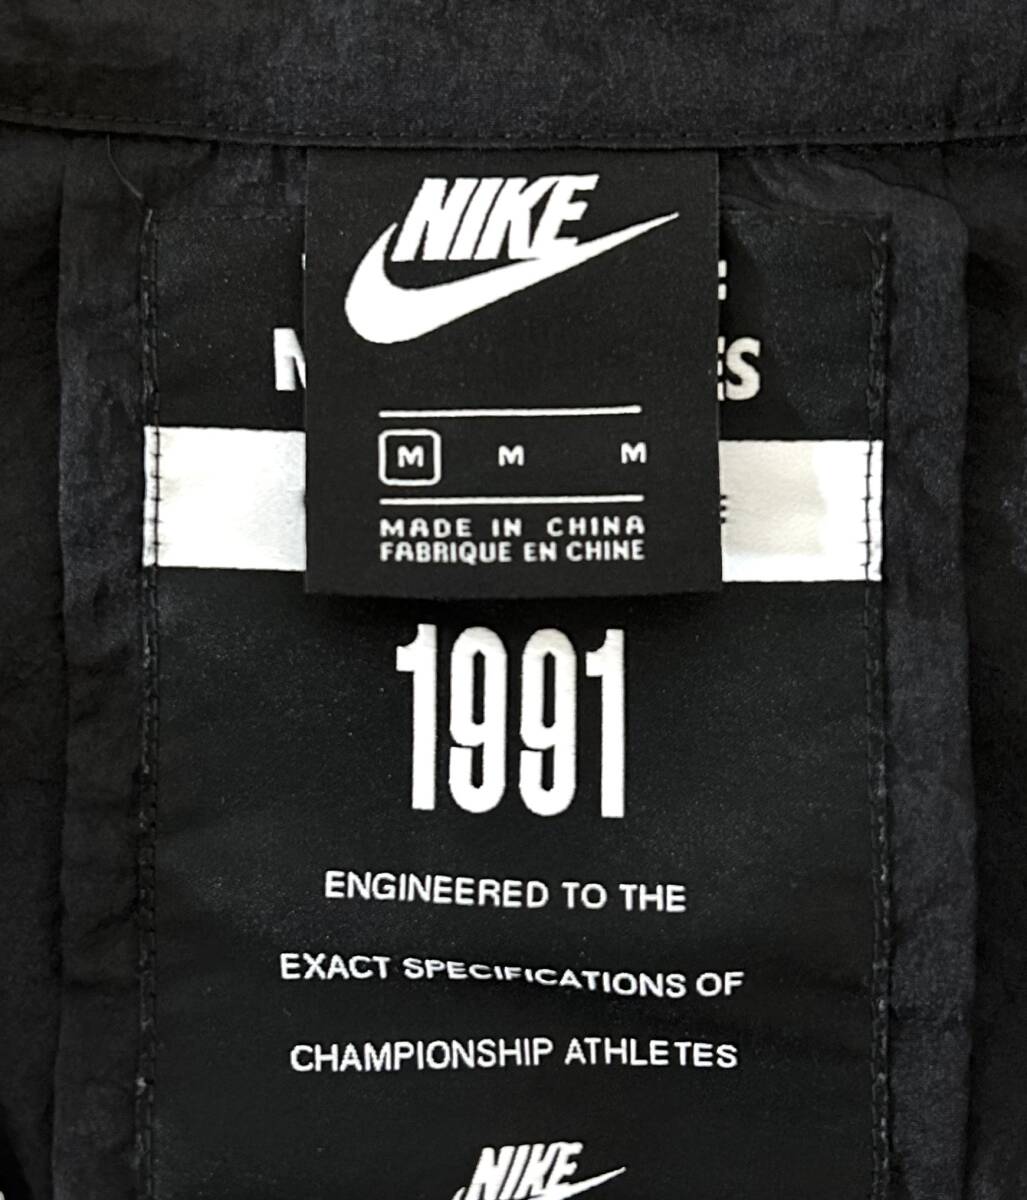 NIKE
M M M
MADE IN CHINA
FABRIQUE EN CHINE
1991
ENGINEERED TO THE
EXACT SPECIFICATIONS OF
CHAMPIONSHIP ATHLETES
NIKE